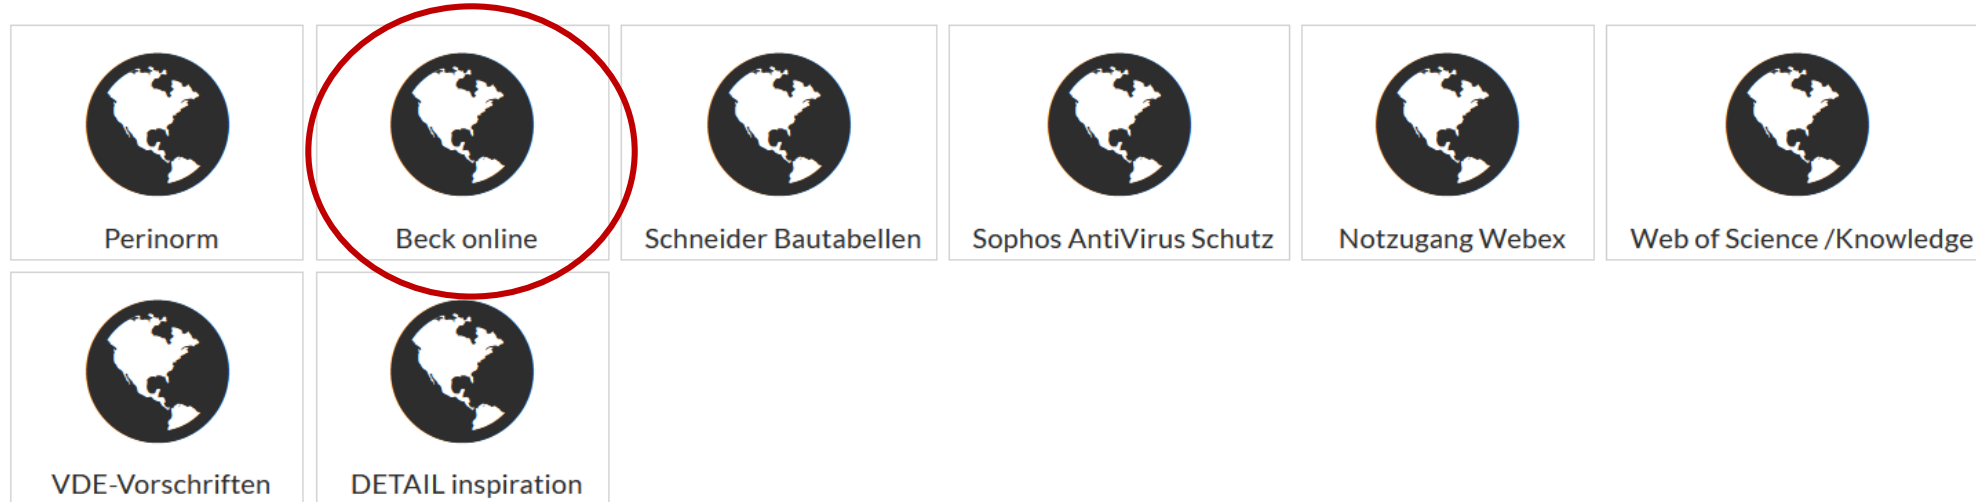 Perinorm
Beck online
Schneider Bautabellen
Sophos AntiVirus Schutz
Notzugang Webex
Web of Science /Knowledge
VDE-Vorschriften
DETAIL inspiration